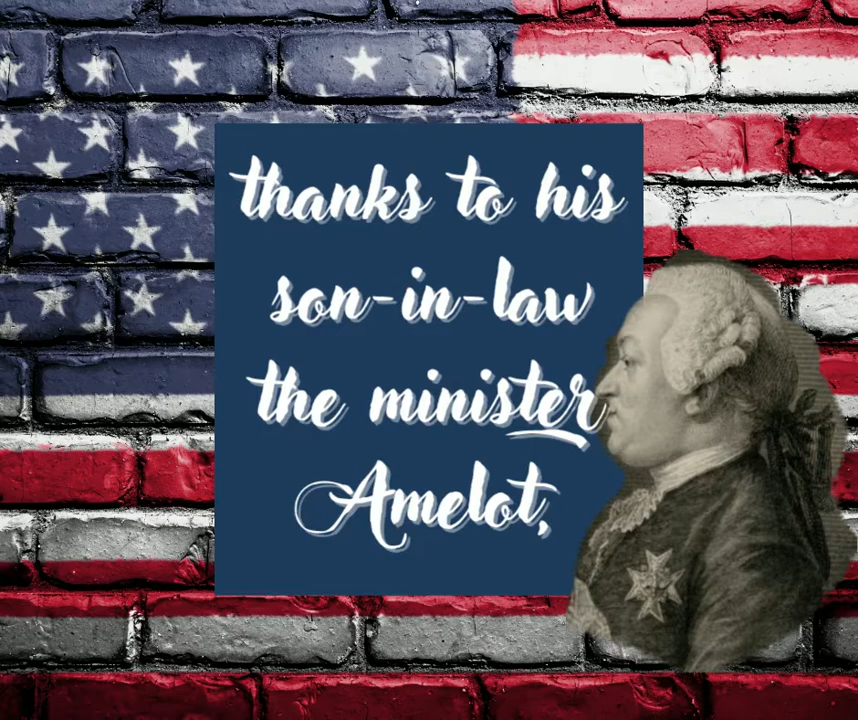 thanks to his
son-in-law
the minister
Amelot,